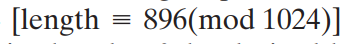 [length ≡ 896(mod 1024)]